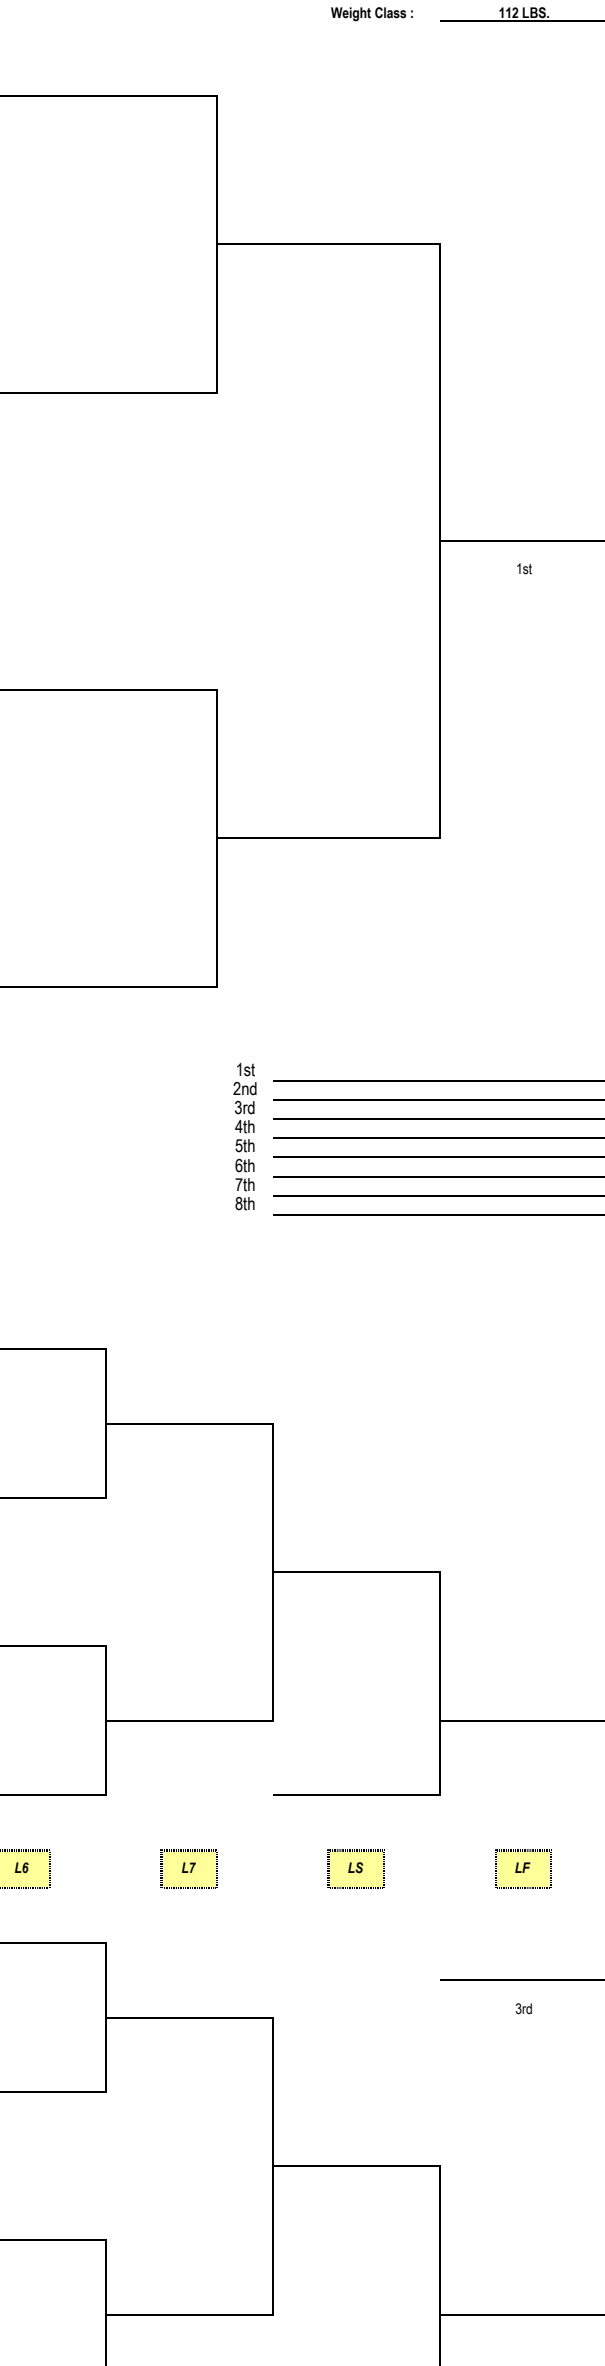 Weight Class : 112 LBS.
1st
1st
2nd
3rd
4th
5th
6th
7th
8th
L6 L7 LS LF
3rd